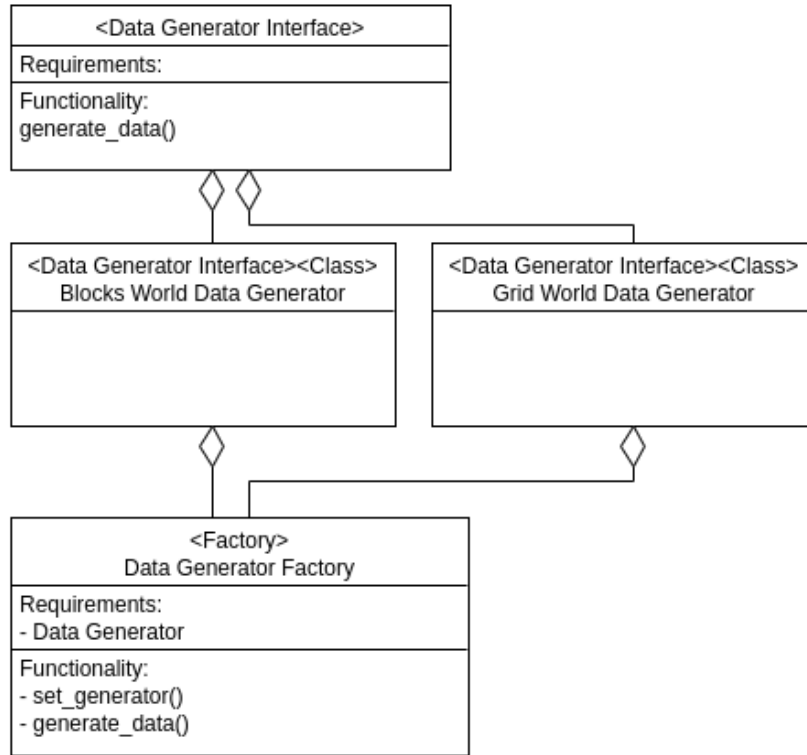 <Data Generator Interface>
Requirements:
Functionality:
generate_data()
<Data Generator Interface><Class>
Blocks World Data Generator
<Data Generator Interface><Class>
Grid World Data Generator
<Factory>
Data Generator Factory
Requirements:
- Data Generator
Functionality:
- set_generator()
- generate_data()